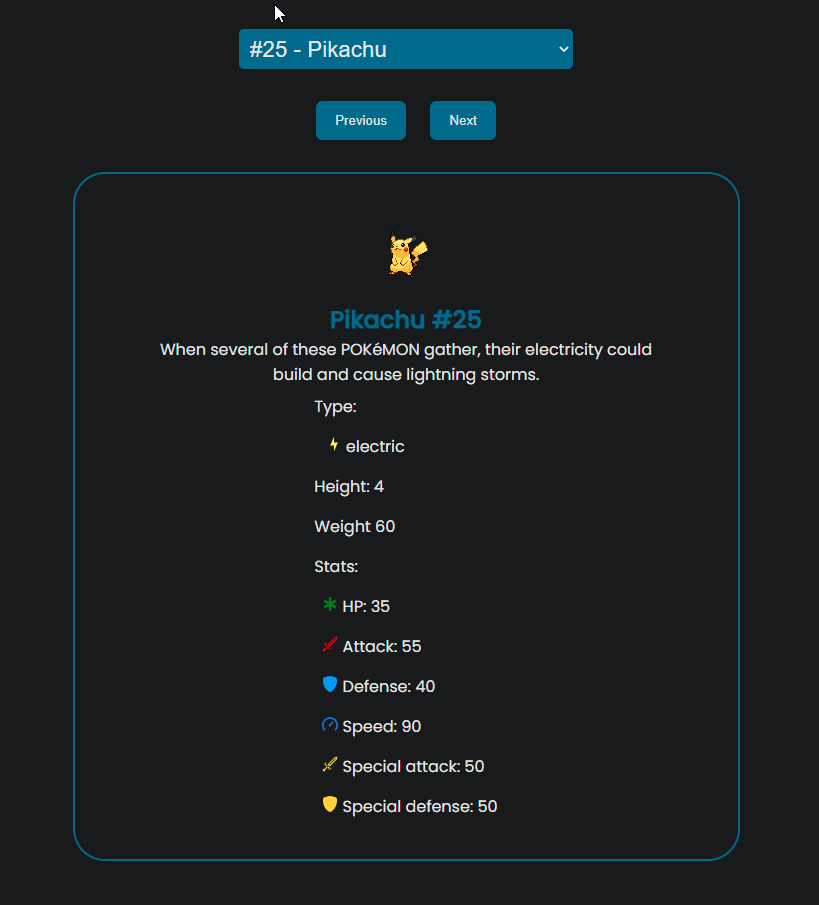 #25 - Pikachu
Previous
Next
Pikachu #25
When several of these POKéMON gather, their electricity could
build and cause lightning storms.
Type:
electric
Height: 4
Weight 60
Stats:
HP: 35
Attack: 55
Defense: 40
Speed: 90
Special attack: 50
Special defense: 50